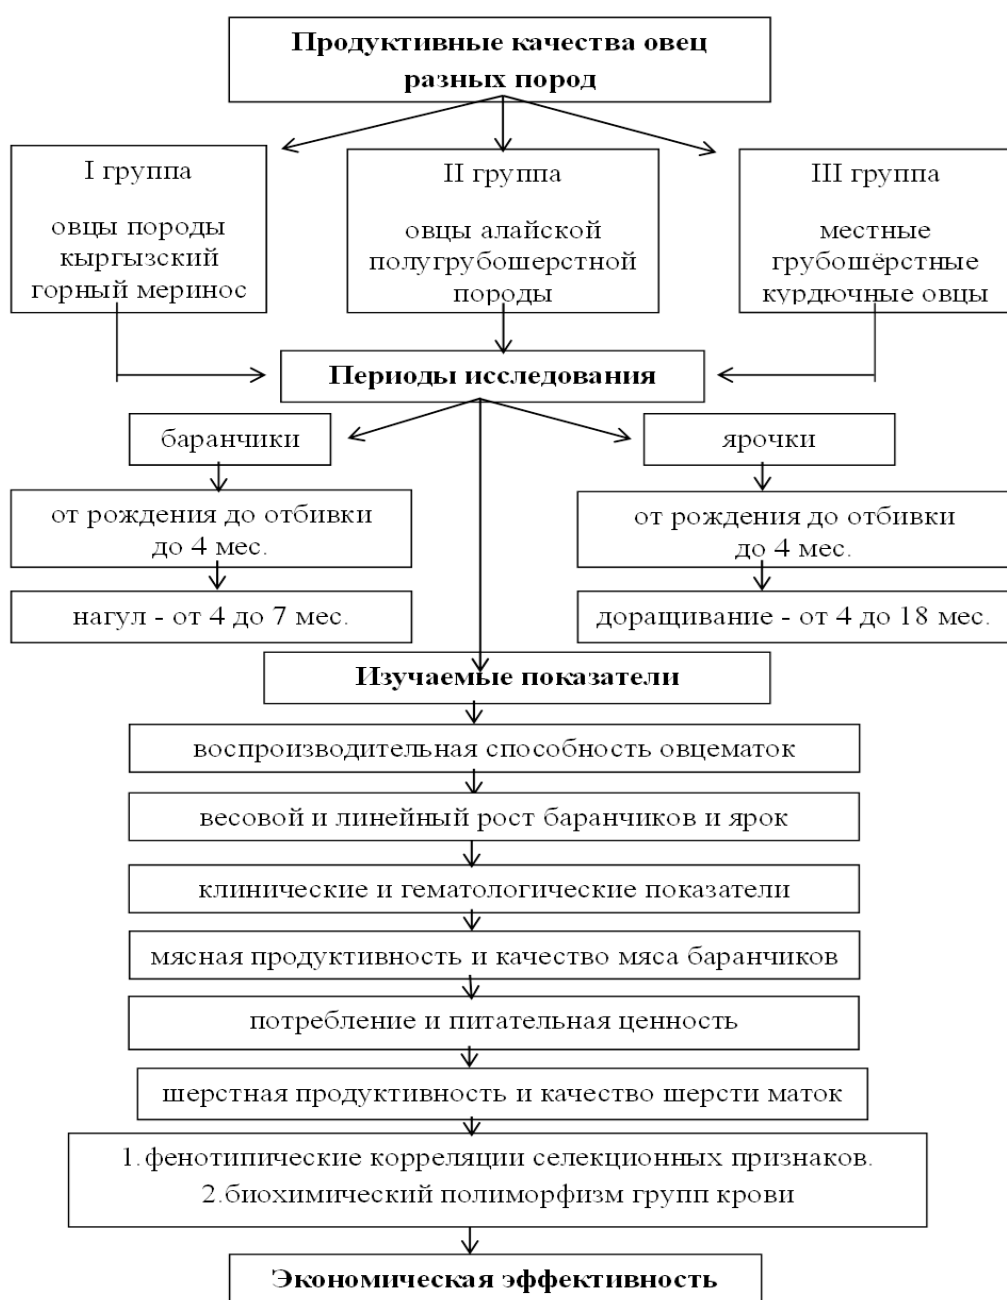 Продуктивные качества овец
разных пород
I группа
овцы породы
кыргызский
горный меринос
II группа
овцы алайской
полугрубошерстной
породы
III группа
местные
грубошёрстные
курдючные овцы
Периоды исследования
баранчики
от рождения до отбивки
до 4 мес.
нагул - от 4 до 7 мес.
ярочки
от рождения до отбивки
до 4 мес.
доращивание - от 4 до 18 мес.
Изучаемые показатели
воспроизводительная способность овцематок
весовой и линейный рост баранчиков и ярок
клинические и гематологические показатели
мясная продуктивность и качество мяса баранчиков
потребление и питательная ценность
шерстная продуктивность и качество шерсти маток
1.фенотипические корреляции селекционных признаков.
2.биохимический полиморфизм групп крови
Экономическая эффективность